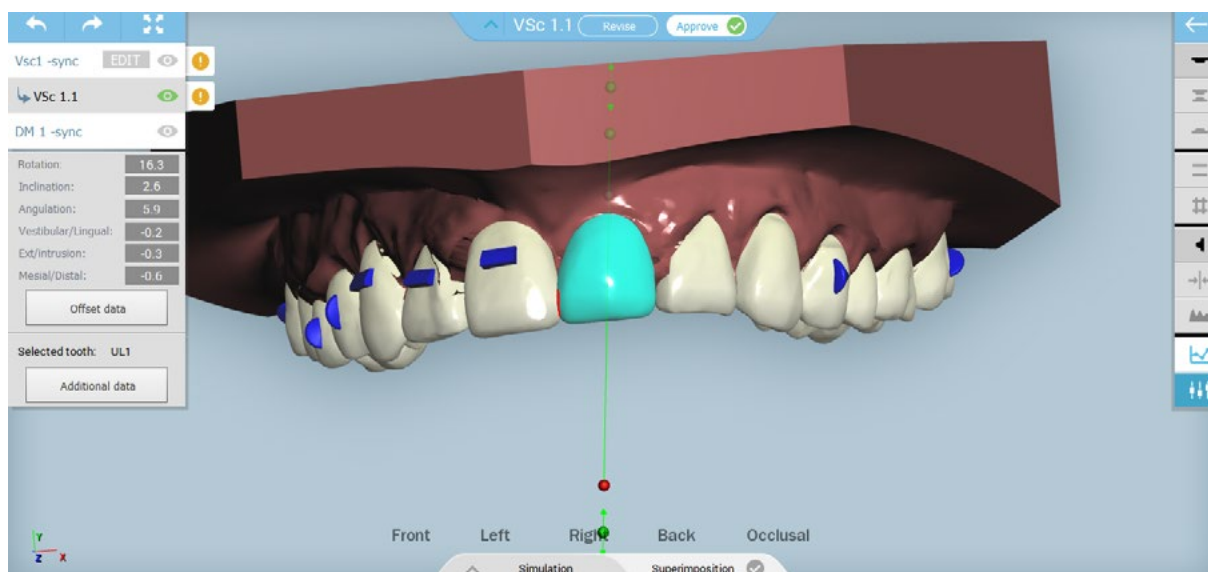 VSc 1.1 Revise Approve
Vsc1 -sync EDIT
VSc 1.1
DM 1 -sync
Rotation: 16.3
Inclination: 2.6
Angulation: 5.9
Vestibular/Lingual: -0.2
Ext/intrusion: -0.3
Mesial/Distal: -0.6
Offset data
Selected tooth: UL1
Additional data
Front Left Right Back Occlusal
Simulation Superimposition
Y
Z X